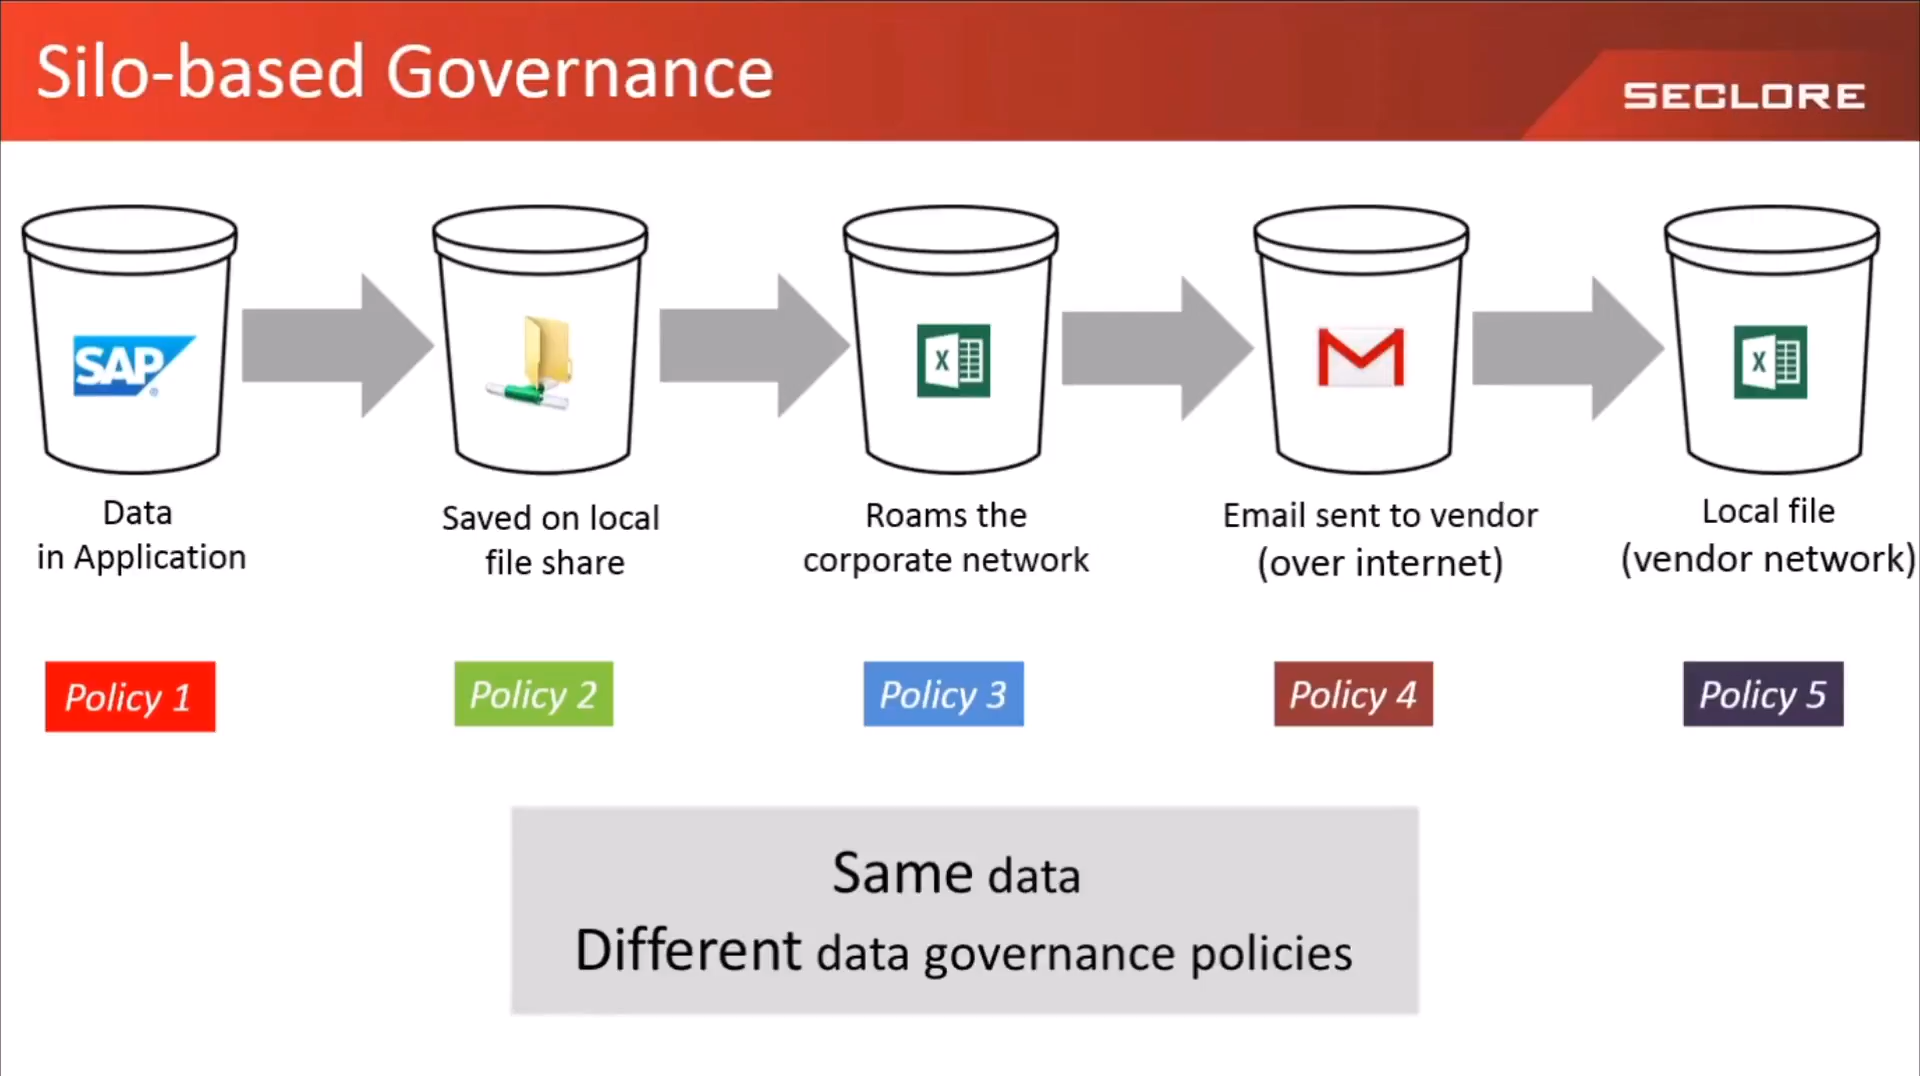 Silo-based Governance
SECLORE
SAP
Data
in Application
Saved on local
file share
Roams the
corporate network
Email sent to vendor
(over internet)
Local file
(vendor network)
Policy 1
Policy 2
Policy 3
Policy 4
Policy 5
Same data
Different data governance policies